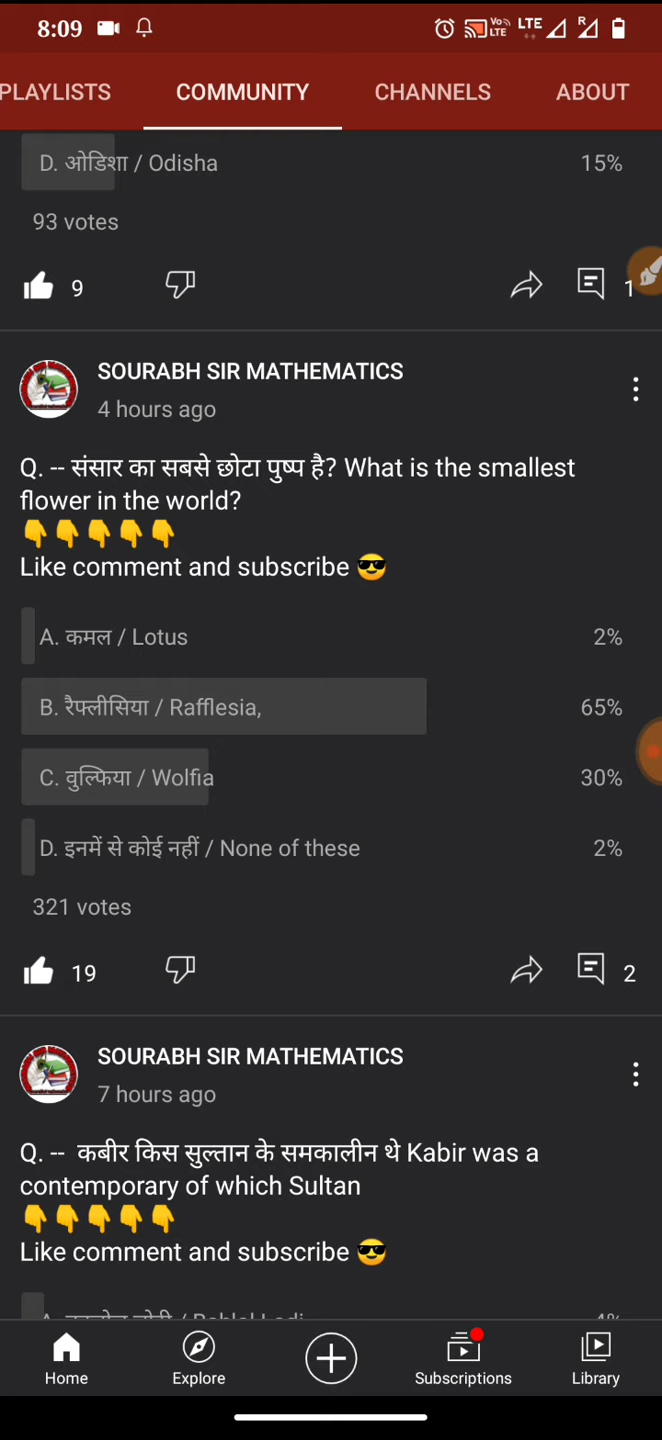 8:09 Vo LTE LTE R
PLAYLISTS COMMUNITY CHANNELS ABOUT
D. ओडिशा / Odisha 15%
93 votes
9 1
SOURABH SIR MATHEMATICS
4 hours ago
Q. -- संसार का सबसे छोटा पुष्प है? What is the smallest
flower in the world?
👇👇👇👇👇
Like comment and subscribe 😎
A. कमल / Lotus 2%
B. रैफ्लीसिया / Rafflesia, 65%
C. वुल्फिया / Wolfia 30%
D. इनमें से कोई नहीं / None of these 2%
321 votes
19 2
SOURABH SIR MATHEMATICS
7 hours ago
Q. -- कबीर किस सुल्तान के समकालीन थे Kabir was a
contemporary of which Sultan
👇👇👇👇👇
Like comment and subscribe 😎
Home Explore Subscriptions Library